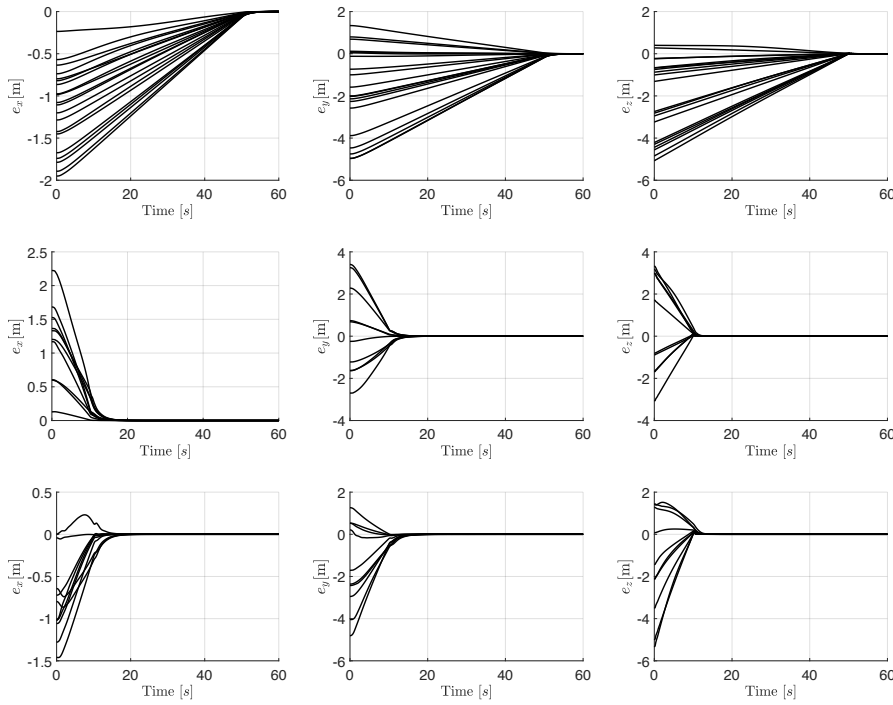 0 2 2
-0.5 0 0
-1 -2 -2
-1.5 -4 -4
-2 -6 -6
e_x[m] e_y[m] e_z[m]
0 20 40 60 0 20 40 60 0 20 40 60
Time [s] Time [s] Time [s]
2.5 4 4
2 2 2
1.5
1 0 0
0.5 -2 -2
0 -4 -4
e_x[m] e_y[m] e_z[m]
0 20 40 60 0 20 40 60 0 20 40 60
Time [s] Time [s] Time [s]
0.5 2 2
0 0 0
-0.5 -2 -2
-1 -4 -4
-1.5 -6 -6
e_x[m] e_y[m] e_z[m]
0 20 40 60 0 20 40 60 0 20 40 60
Time [s] Time [s] Time [s]